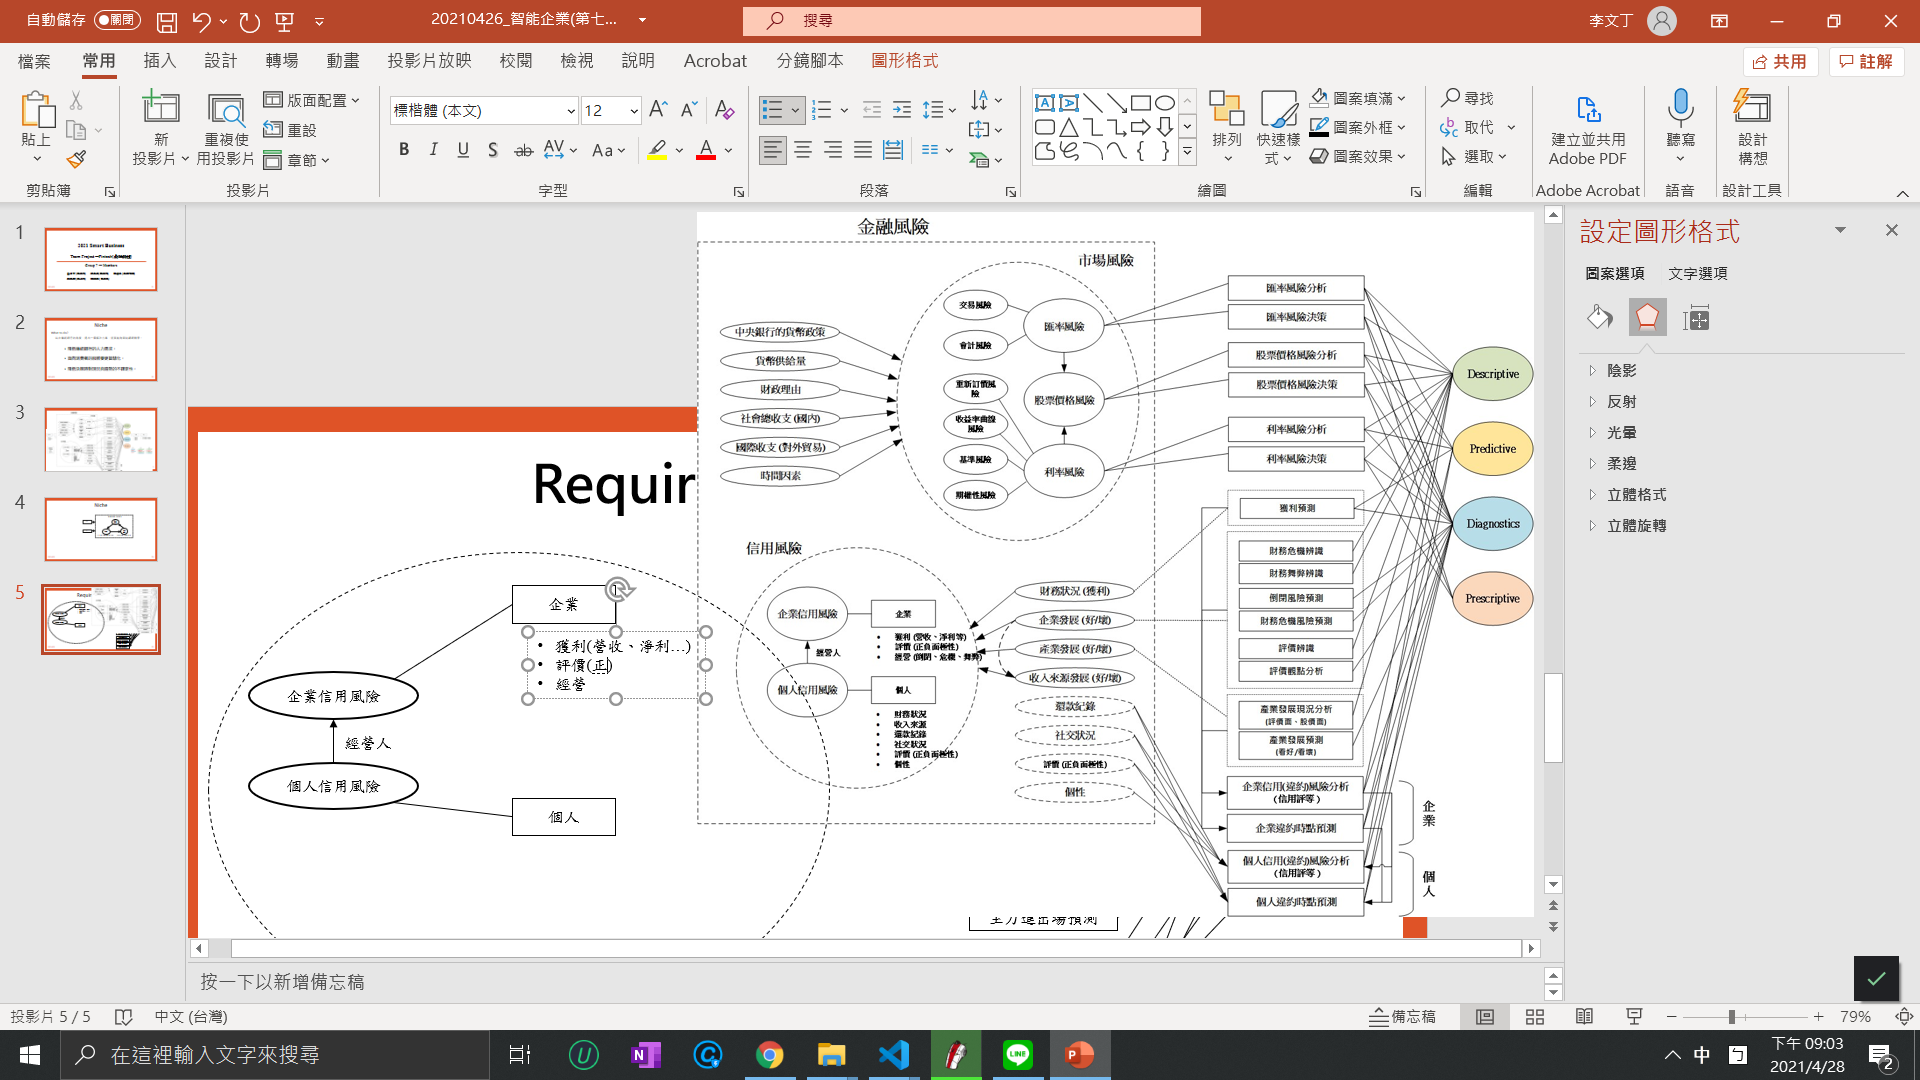 自動儲存
關閉
20210426_智能企業(第七...
搜尋
李文丁
檔案 常用 插入 設計 轉場 動畫 投影片放映 校閱 檢視 說明 Acrobat 分鏡腳本 圖形格式
共用 註解
貼上
剪貼簿
新
投影片
重複使
用投影片
版面配置
重設
章節
投影片
標楷體 (本文) 12
字型
段落
排列
快速樣
式
圖案填滿
圖案外框
圖案效果
繪圖
尋找
取代
選取
編輯
建立並共用
Adobe PDF
Adobe Acrobat
聽寫
語音
設計
構想
設計工具
1
2021 Smart Business
2
Niche
3
4
Niche
5
Requir
企業
• 獲利(營收、淨利...)
• 評價(正)
• 經營
企業信用風險
經營人
個人信用風險
個人
金融風險
市場風險
中央銀行的貨幣政策
貨幣供給量
財政理由
社會總收支 (國內)
國際收支 (對外貿易)
時間因素
交易風險
會計風險
重新訂價風
險
收益率曲線
風險
基準風險
期權性風險
匯率風險
股票價格風險
利率風險
匯率風險分析
匯率風險決策
股票價格風險分析
股票價格風險決策
利率風險分析
利率風險決策
獲利預測
財務危機辨識
財務舞弊辨識
倒閉風險預測
財務危機風險預測
評價辨識
評價觀點分析
產業發展現況分析
(評價面、股價面)
產業發展預測
(看好/看壞)
企業信用(違約)風險分析
(信用評等)
企業違約時點預測
個人信用(違約)風險分析
(信用評等)
個人違約時點預測
企業
個人
Descriptive
Predictive
Diagnostics
Prescriptive
信用風險
企業信用風險
經營人
個人信用風險
企業
• 獲利 (營收、淨利等)
• 評價 (正負面極性)
• 經營 (倒閉、危機、舞弊)
個人
• 財務狀況
• 收入來源
• 還款紀錄
• 社交狀況
• 評價 (正負面極性)
• 個性
財務狀況 (獲利)
企業發展 (好/壞)
產業發展 (好/壞)
收入來源發展 (好/壞)
還款紀錄
社交狀況
評價 (正負面極性)
個性
主力進出場預測
設定圖形格式
圖案選項 文字選項
陰影
反射
光暈
柔邊
立體格式
立體旋轉
按一下以新增備忘稿
投影片 5 / 5 中文 (台灣)
備忘稿
79%
在這裡輸入文字來搜尋
中
下午 09:03
2021/4/28
2